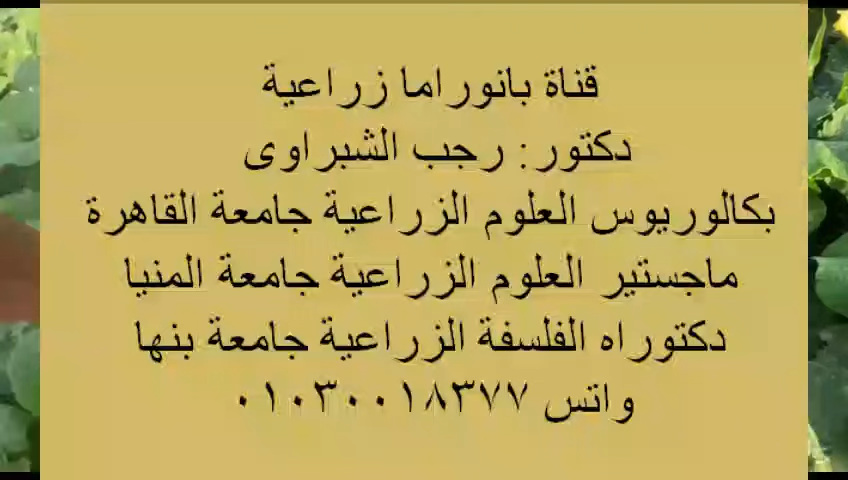 قناة بانوراما زراعية
دكتور: رجب الشبراوى
بكالوريوس العلوم الزراعية جامعة القاهرة
ماجستير العلوم الزراعية جامعة المنيا
دكتوراه الفلسفة الزراعية جامعة بنها
واتس ٠١٠٣٠٠١٨٣٧٧